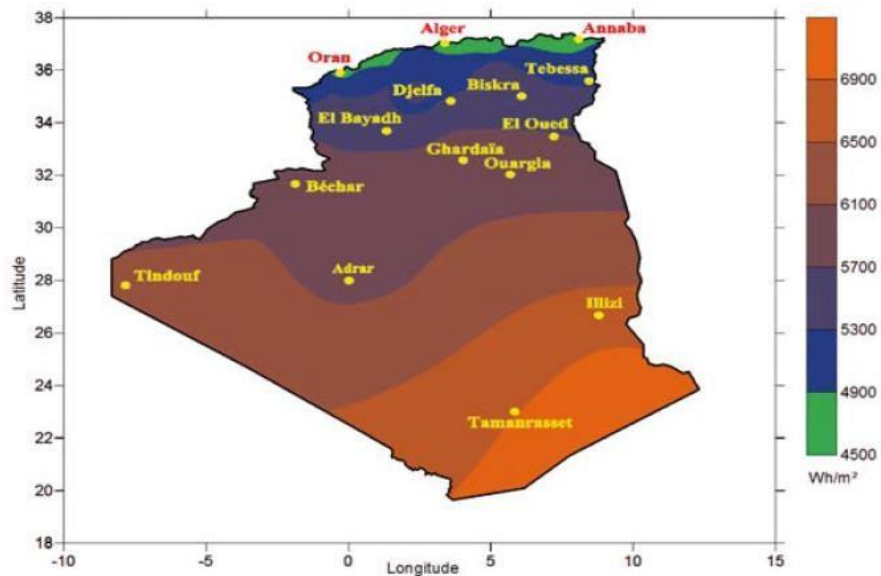 38
36
34
32
30
28
26
24
22
20
18
Latitude
-10
-5
0
5
10
15
Longitude
Alger
Annaba
Oran
Tebessa
Djelfa
Biskra
El Bayadh
El Oued
Ghardaïa
Ouargla
Béchar
Adrar
Tindouf
Illizi
Tamanrasset
6900
6500
6100
5700
5300
4900
4500
Wh/m²